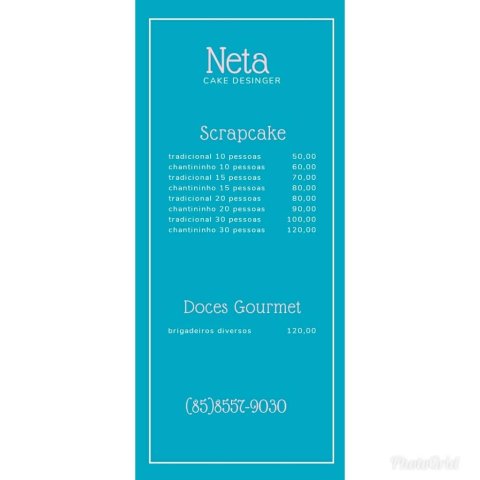 Neta
CAKE DESINGER
Scrapcake
tradicional 10 pessoas 50,00
chantininho 10 pessoas 60,00
tradicional 15 pessoas 70,00
chantininho 15 pessoas 80,00
tradicional 20 pessoas 80,00
chantininho 20 pessoas 90,00
tradicional 30 pessoas 100,00
chantininho 30 pessoas 120,00
Doces Gourmet
brigadeiros diversos 120,00
(85)8557-9030
PhotoGrid